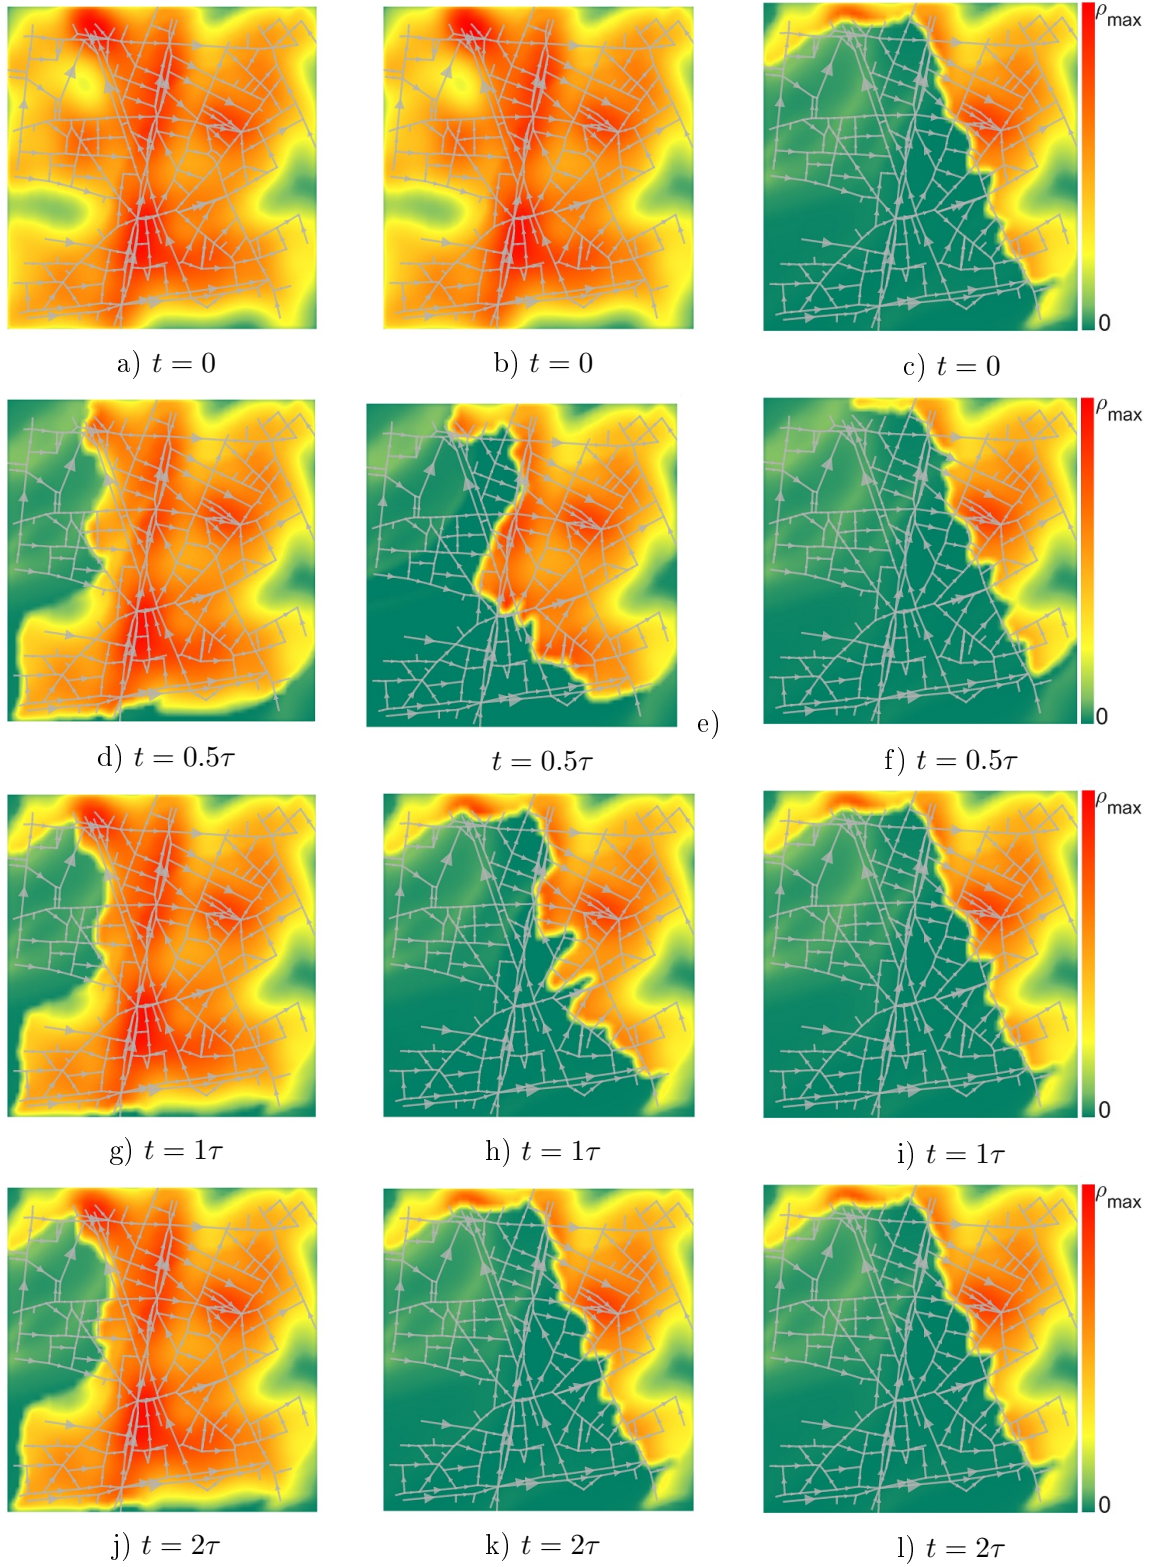 ρmax
0
a) t = 0
b) t = 0
c) t = 0
ρmax
0
d) t = 0.5τ
e)
t = 0.5τ
f) t = 0.5τ
ρmax
0
g) t = 1τ
h) t = 1τ
i) t = 1τ
ρmax
0
j) t = 2τ
k) t = 2τ
l) t = 2τ